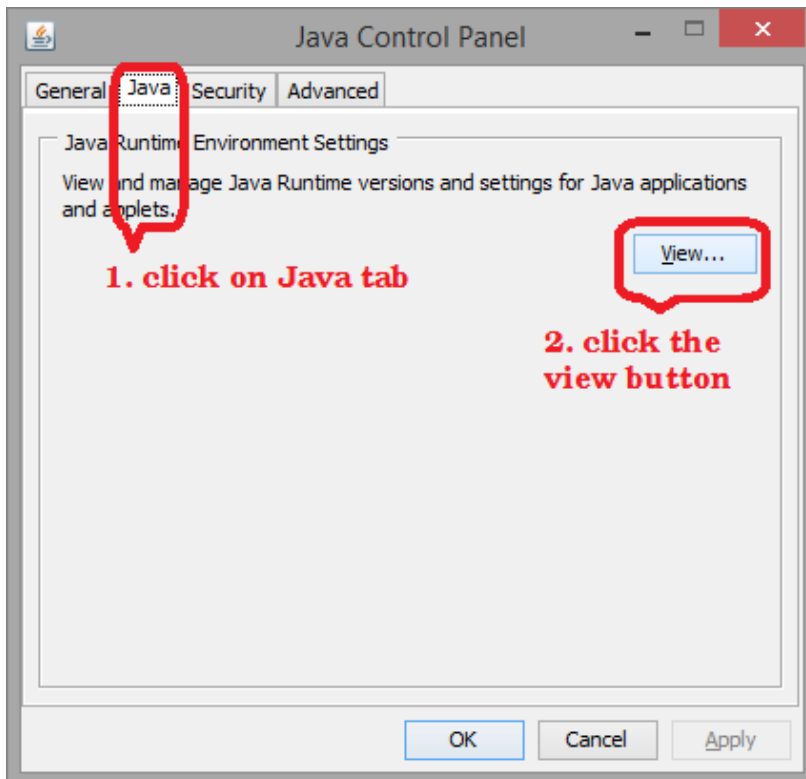 Java Control Panel
General Java Security Advanced
Java Runtime Environment Settings
View and manage Java Runtime versions and settings for Java applications
and applets.
View...
1. click on Java tab
2. click the
view button
OK Cancel Apply